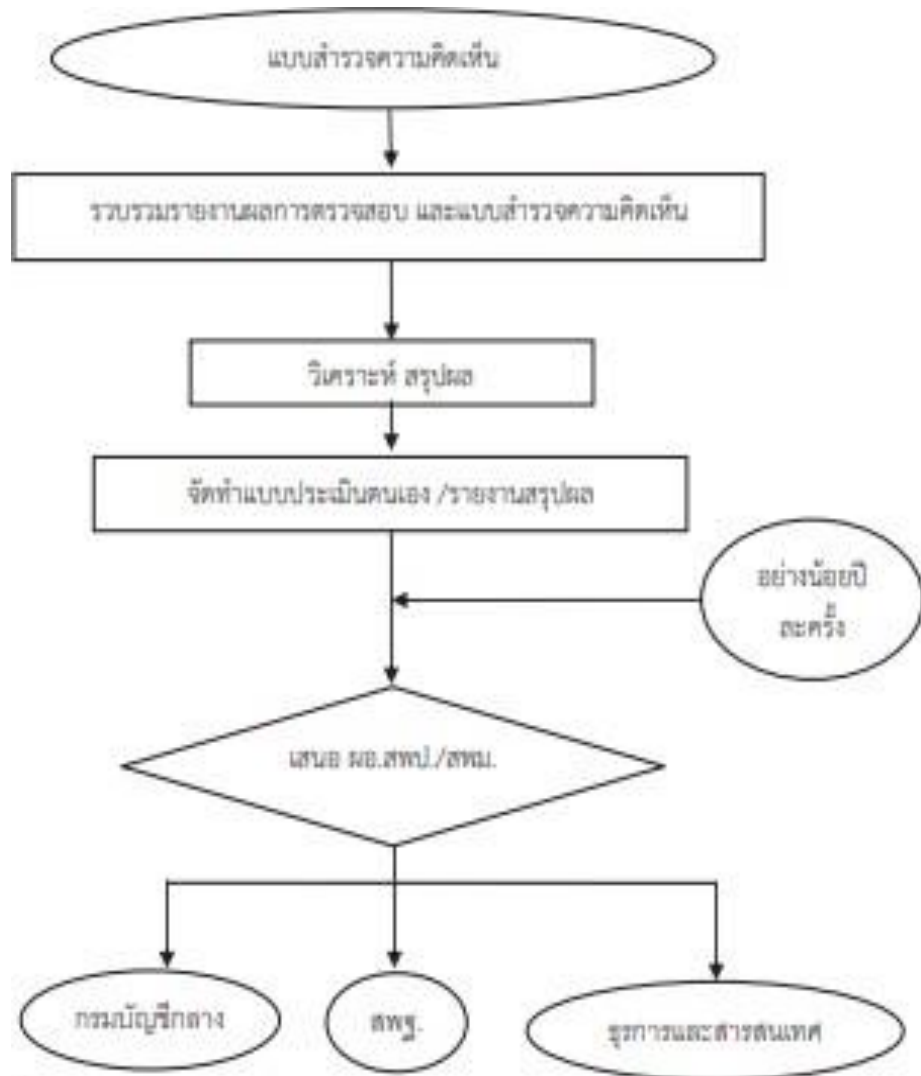 แบบสำรวจความคิดเห็น
รวบรวมรายงานผลการตรวจสอบ และแบบสำรวจความคิดเห็น
วิเคราะห์ สรุปผล
จัดทำแบบประเมินตนเอง /รายงานสรุปผล
อย่างน้อยปี
ละครั้ง
เสนอ ผอ.สพป./สพม.
กรมบัญชีกลาง
สพฐ.
ธุรการและสารสนเทศ